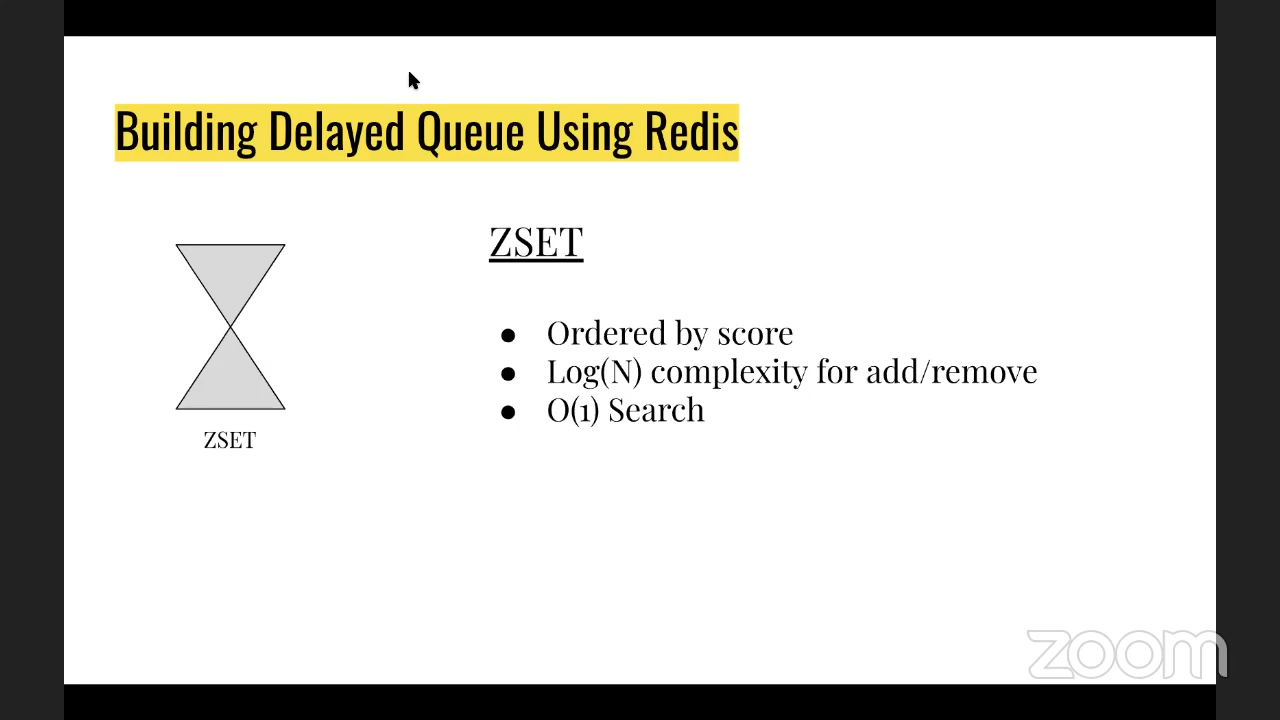 Building Delayed Queue Using Redis
ZSET
● Ordered by score
● Log(N) complexity for add/remove
● O(1) Search
ZSET
zoom